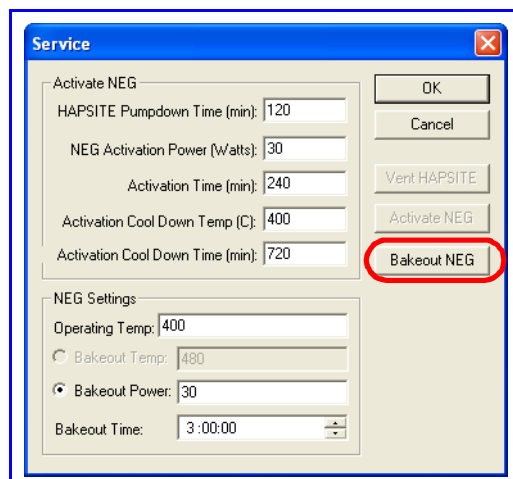 Service
Activate NEG
HAPSITE Pumpdown Time (min): 120
NEG Activation Power (Watts): 30
Activation Time (min): 240
Activation Cool Down Temp (C): 400
Activation Cool Down Time (min): 720
OK
Cancel
Vent HAPSITE
Activate NEG
Bakeout NEG
NEG Settings
Operating Temp: 400
Bakeout Temp: 480
Bakeout Power: 30
Bakeout Time: 3:00:00